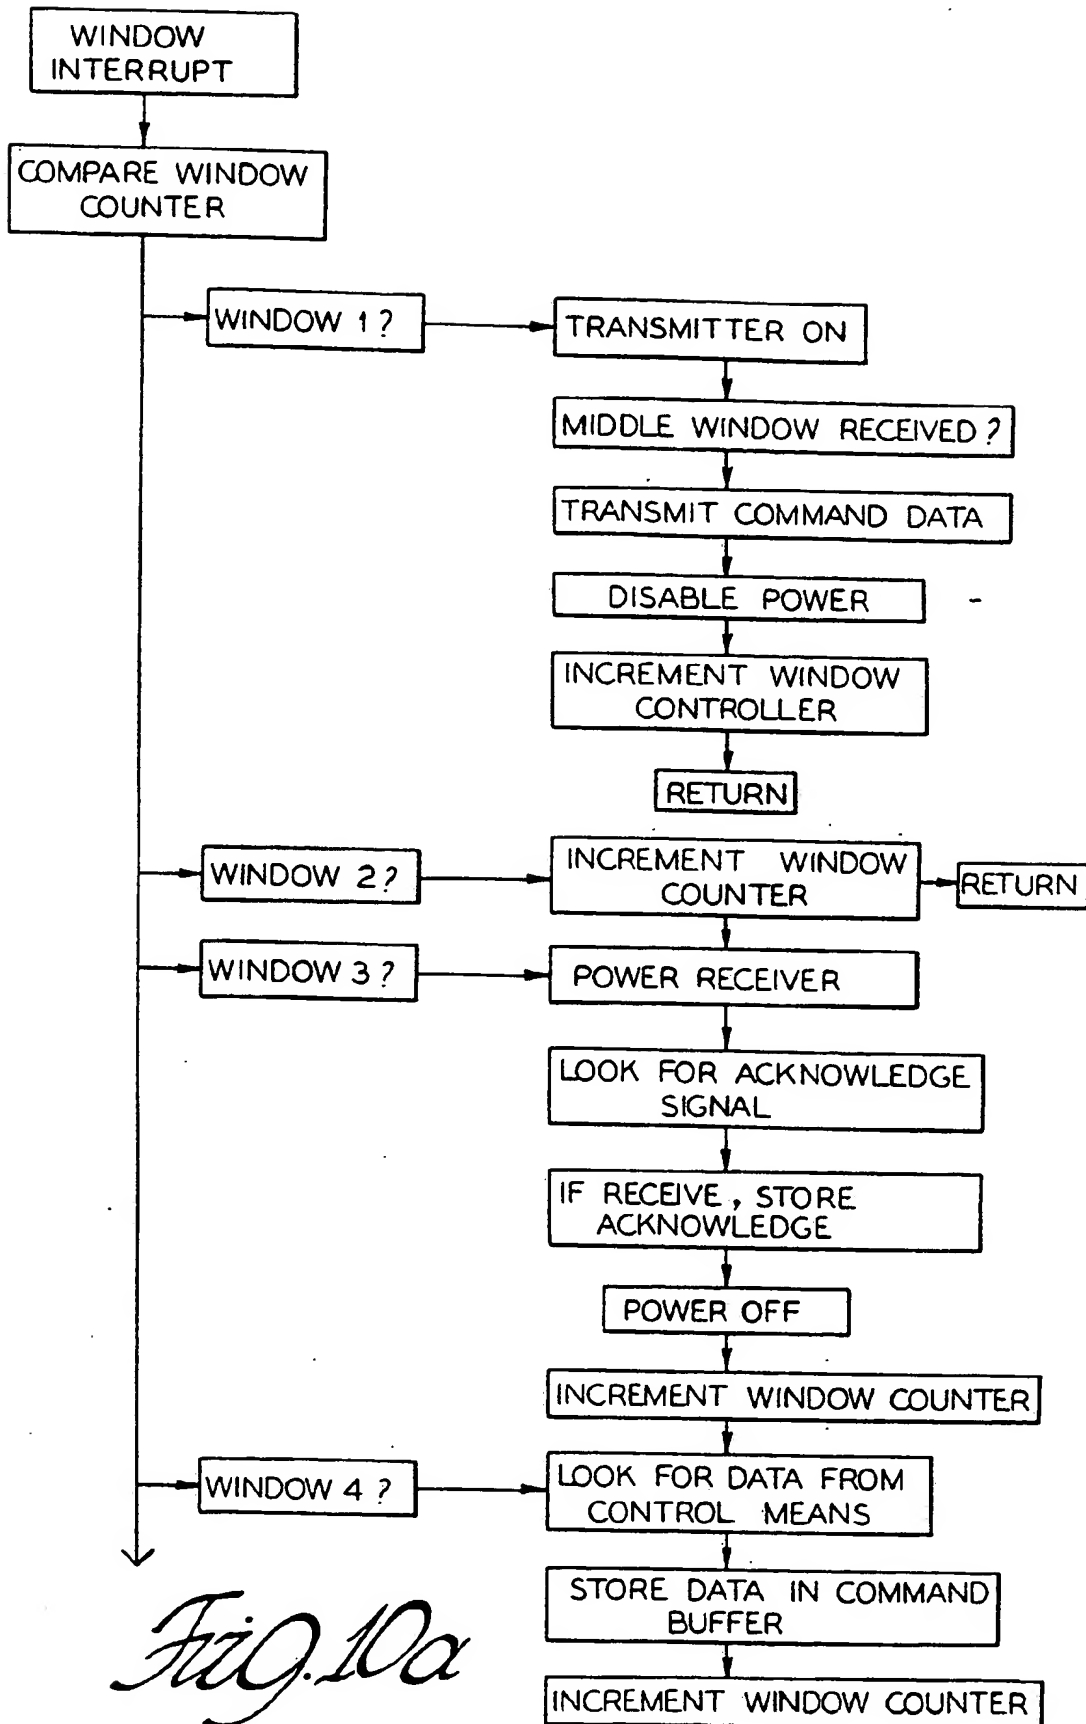 WINDOW
INTERRUPT
COMPARE WINDOW
COUNTER
WINDOW 1?
TRANSMITTER ON
MIDDLE WINDOW RECEIVED?
TRANSMIT COMMAND DATA
DISABLE POWER
INCREMENT WINDOW
CONTROLLER
RETURN
WINDOW 2?
INCREMENT WINDOW
COUNTER
RETURN
WINDOW 3?
POWER RECEIVER
LOOK FOR ACKNOWLEDGE
SIGNAL
IF RECEIVE, STORE
ACKNOWLEDGE
POWER OFF
INCREMENT WINDOW COUNTER
WINDOW 4?
LOOK FOR DATA FROM
CONTROL MEANS
STORE DATA IN COMMAND
BUFFER
INCREMENT WINDOW COUNTER
Fig. 10a